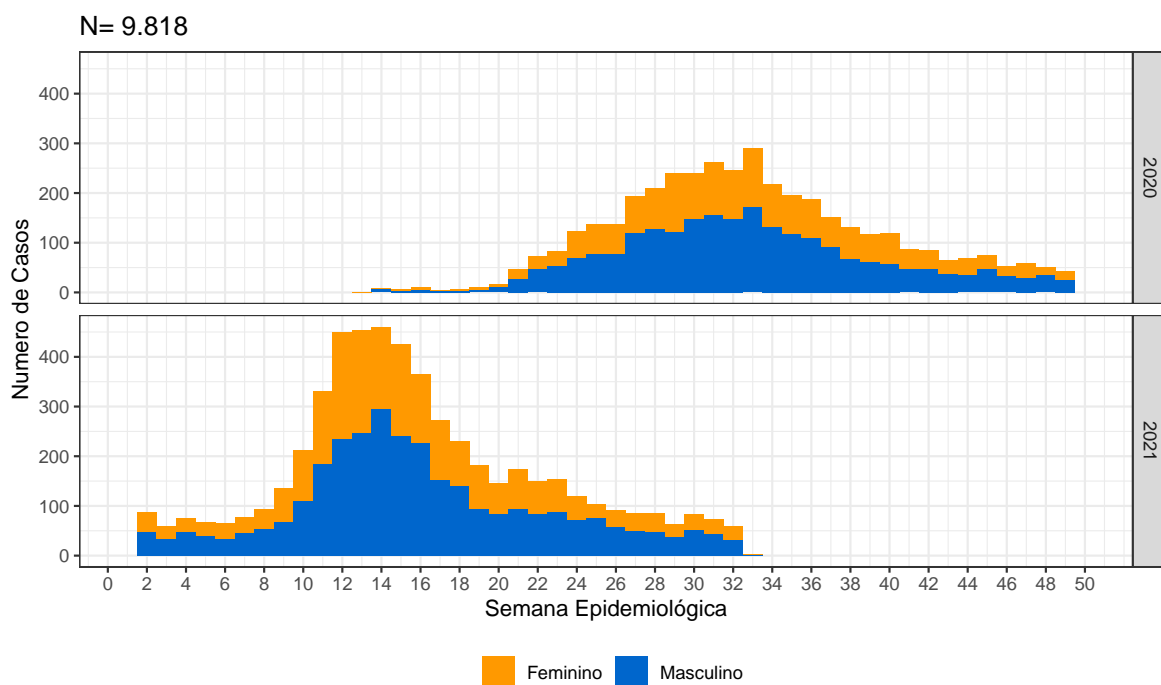 N= 9.818
Numero de Casos
400
300
200
100
0
2020
400
300
200
100
0
2021
0 2 4 6 8 10 12 14 16 18 20 22 24 26 28 30 32 34 36 38 40 42 44 46 48 50
Semana Epidemiológica
Feminino Masculino